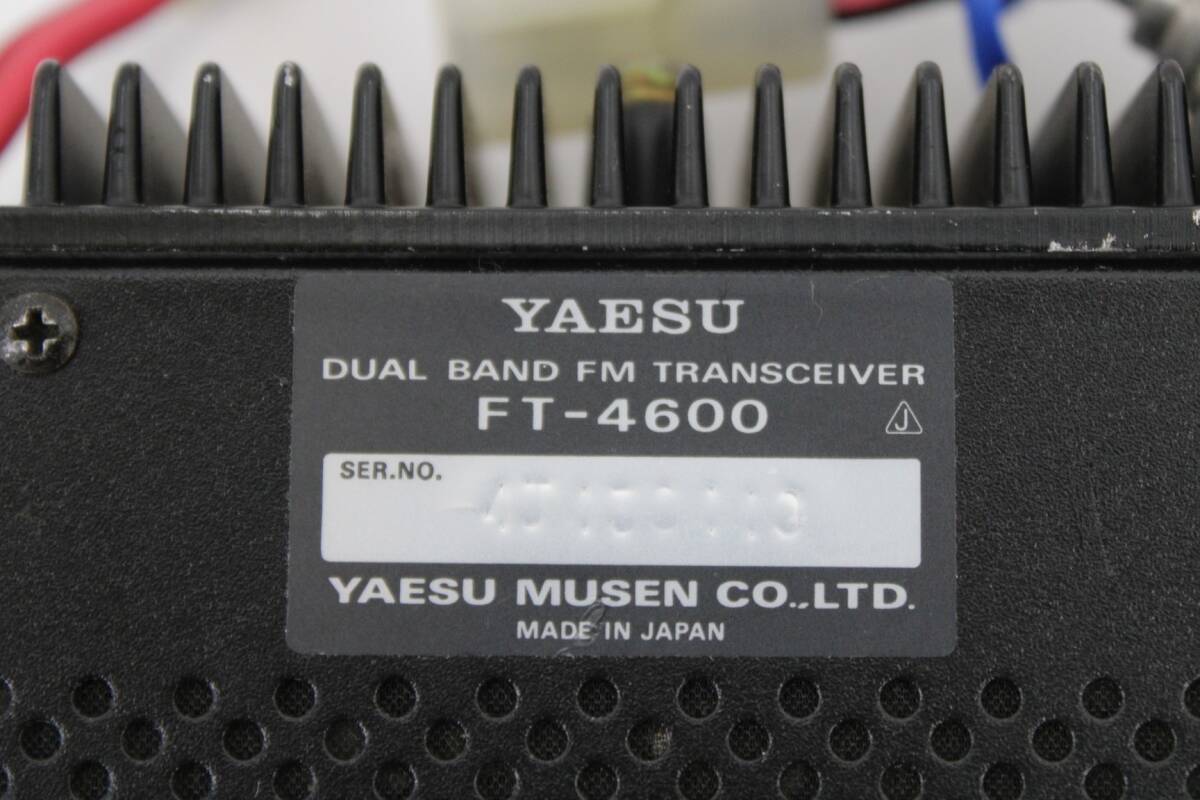 YAESU
DUAL BAND FM TRANSCEIVER
FT-4600
J
SER.NO.
YAESU MUSEN CO.,LTD.
MADE IN JAPAN